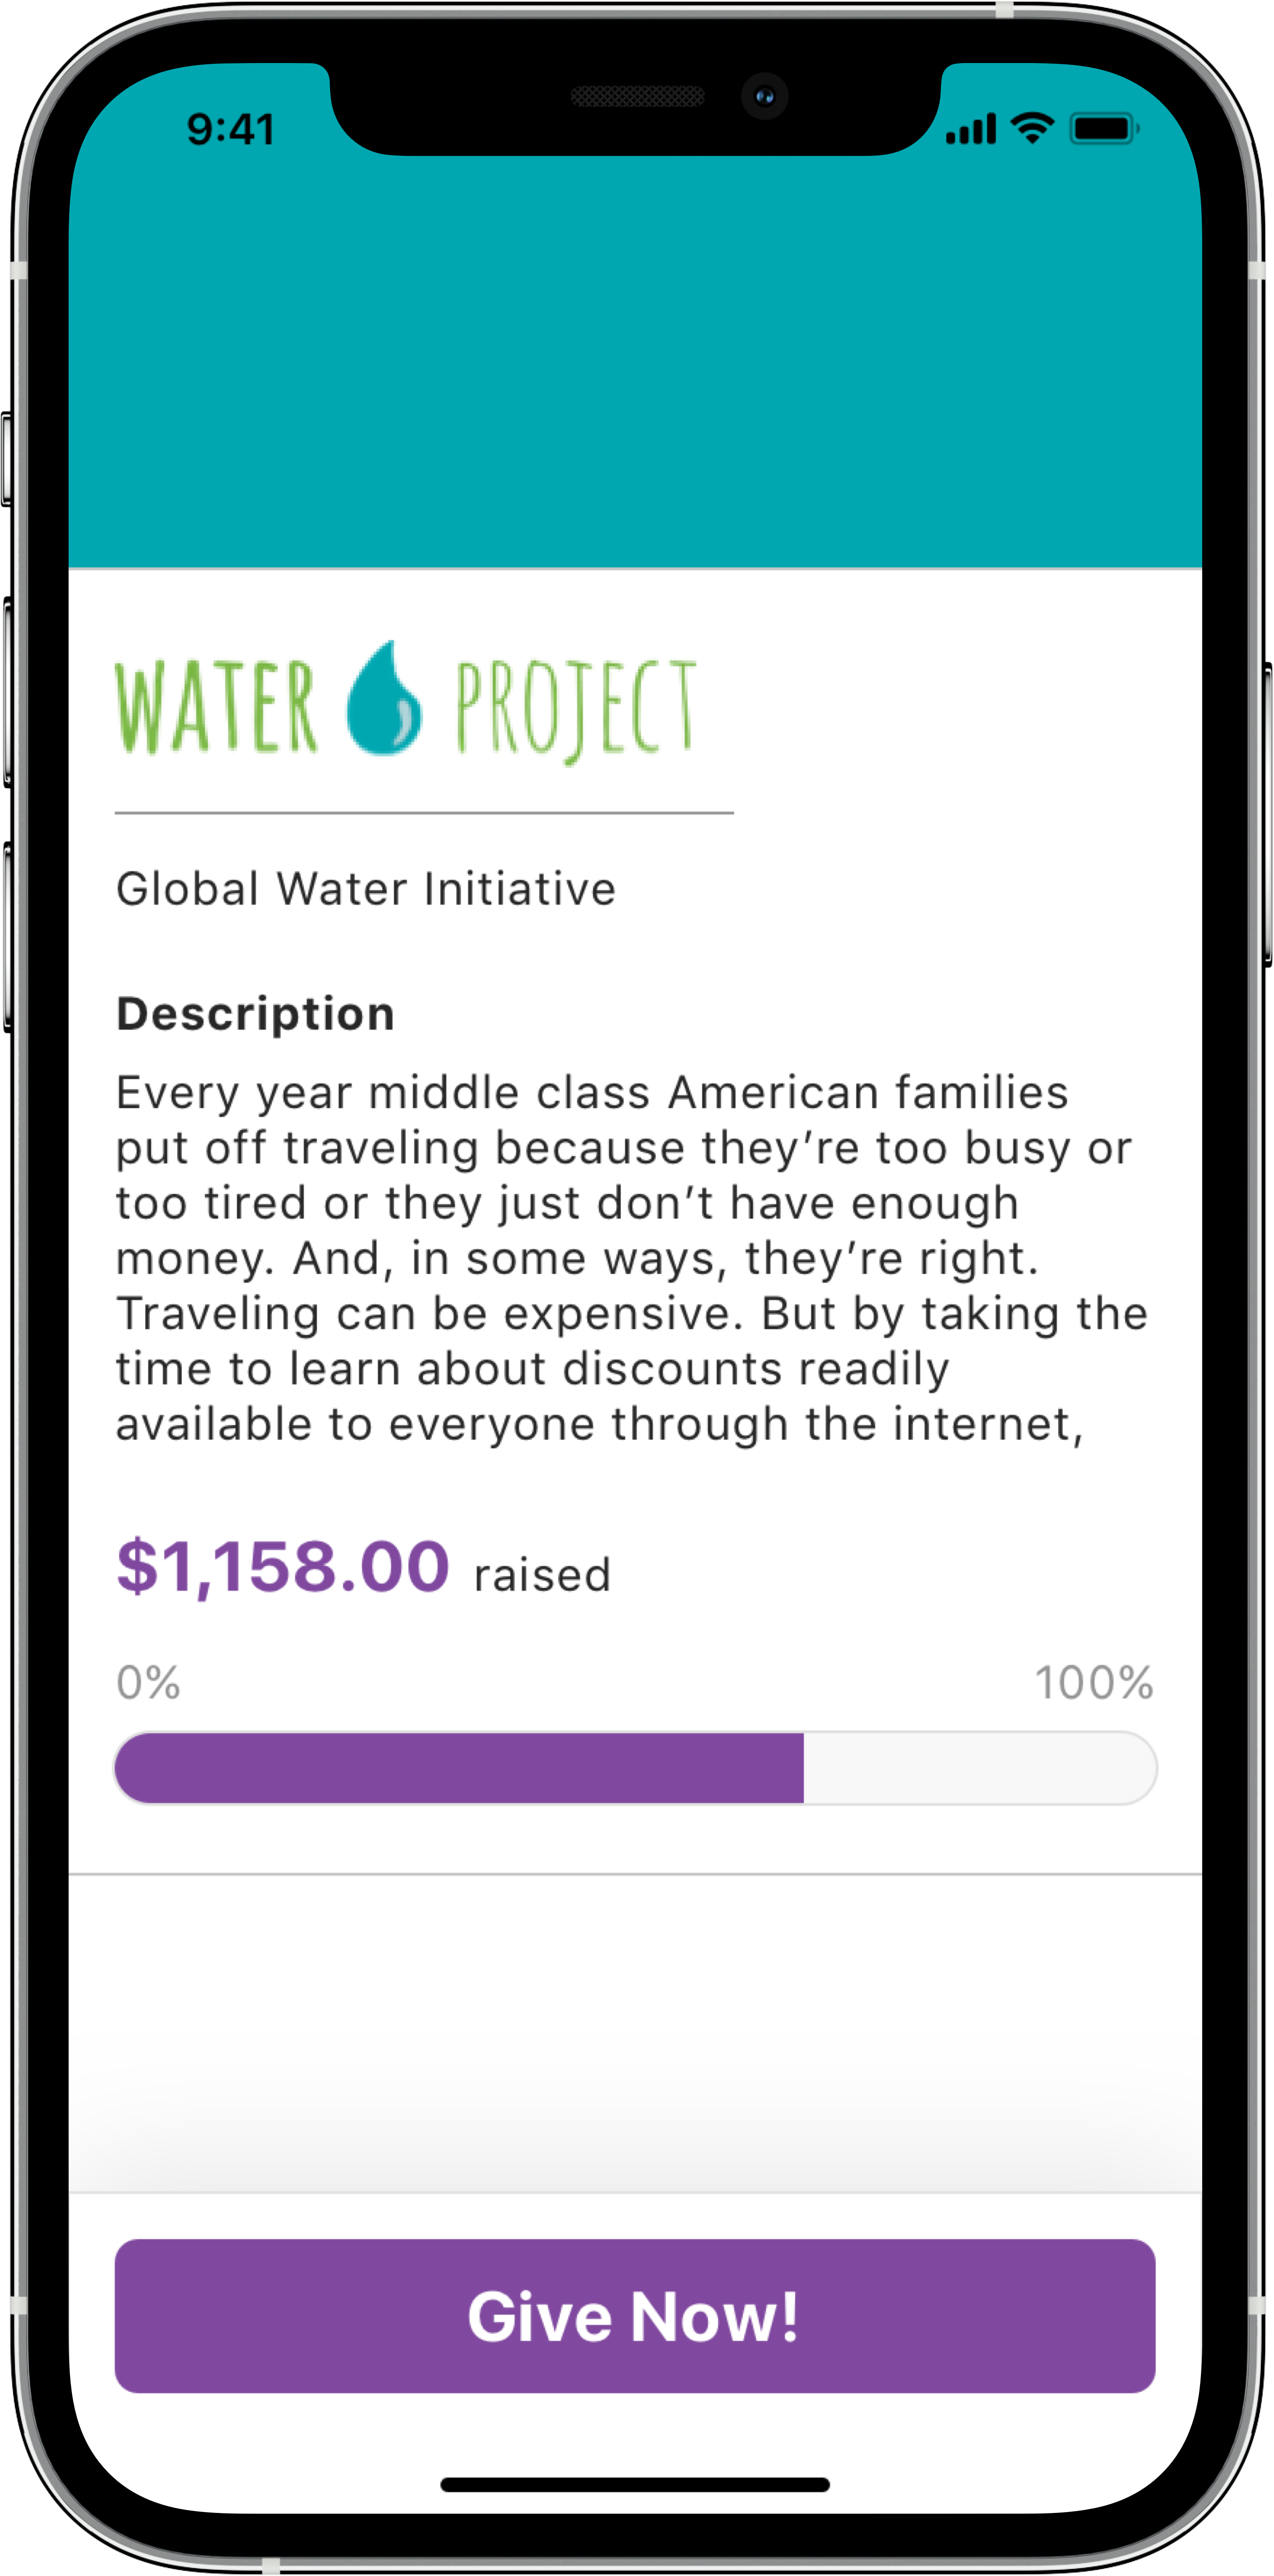 9:41
WATER PROJECT
Global Water Initiative
Description
Every year middle class American families
put off traveling because they’re too busy or
too tired or they just don’t have enough
money. And, in some ways, they’re right.
Traveling can be expensive. But by taking the
time to learn about discounts readily
available to everyone through the internet,
$1,158.00 raised
0% 100%
Give Now!